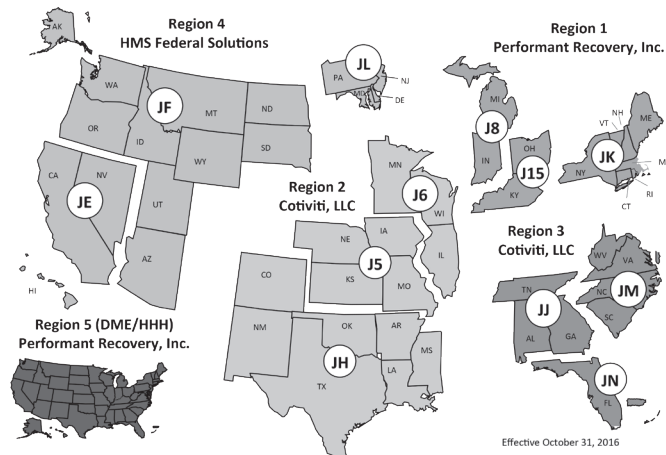 Region 4
HMS Federal Solutions
AK
WA
OR
ID
MT
ND
SD
WY
JF
CA
NV
UT
AZ
HI
JE
JL
PA
NJ
MD
DE
Region 1
Performant Recovery, Inc.
MI
IN
J8
OH
KY
J15
VT
NH
ME
NY
M
RI
CT
JK
Region 2
Cotiviti, LLC
MN
WI
IL
J6
NE
IA
KS
MO
J5
CO
NM
OK
AR
TX
LA
MS
JH
Region 3
Cotiviti, LLC
WV
VA
NC
SC
JM
TN
AL
GA
JJ
JN
FL
Region 5 (DME/HHH)
Performant Recovery, Inc.
Effective October 31, 2016